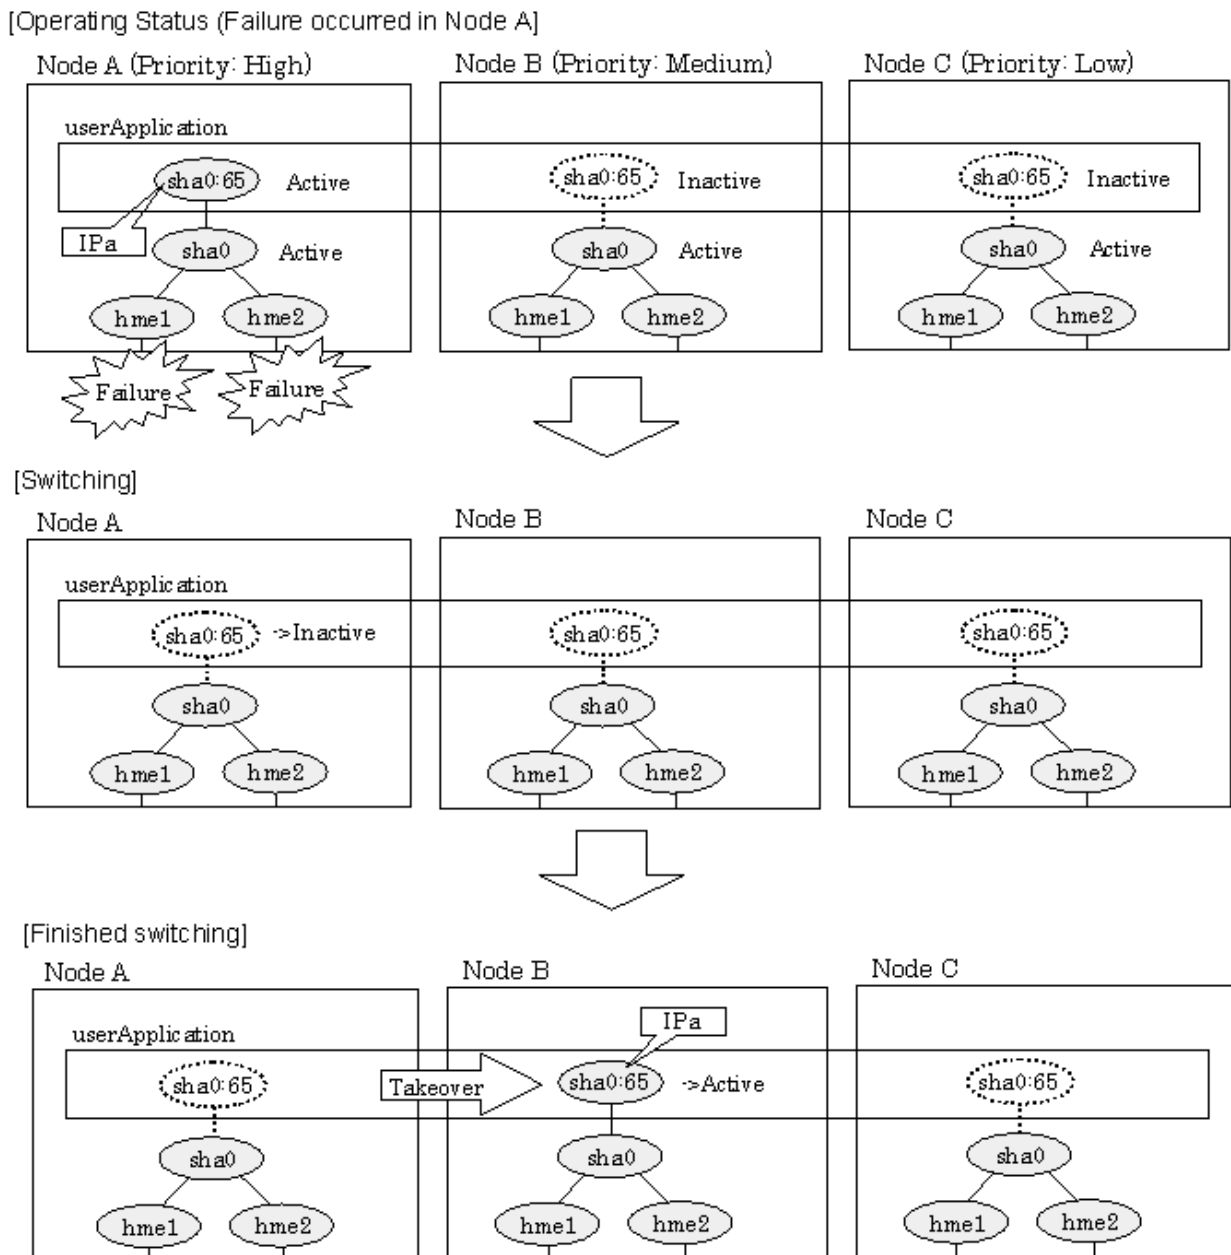 [Operating Status (Failure occurred in Node A]
Node A (Priority: High) Node B (Priority: Medium) Node C (Priority: Low)
userApplication
sha0:65 Active sha0:65 Inactive sha0:65 Inactive
IPa
sha0 Active sha0 Active sha0 Active
hme1 hme2 hme1 hme2 hme1 hme2
Failure Failure
[Switching]
Node A Node B Node C
userApplication
sha0:65 ->Inactive sha0:65 sha0:65
sha0 sha0 sha0
hme1 hme2 hme1 hme2 hme1 hme2
[Finished switching]
Node A Node B Node C
IPa
userApplication
sha0:65 Takeover sha0:65 ->Active sha0:65
sha0 sha0 sha0
hme1 hme2 hme1 hme2 hme1 hme2